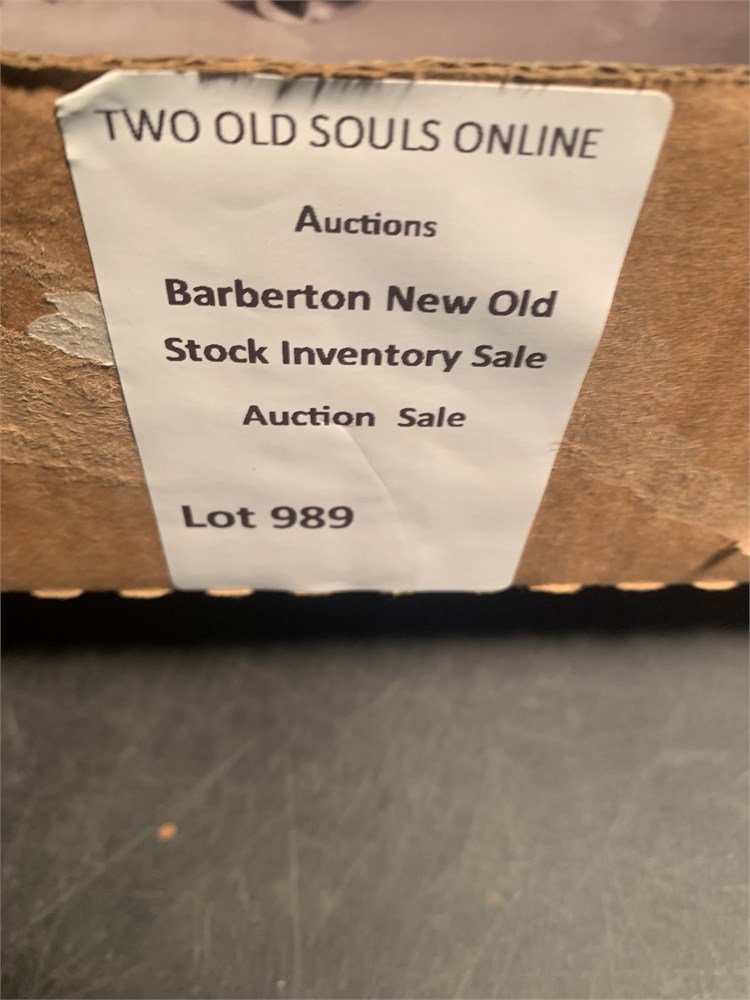 TWO OLD SOULS ONLINE
Auctions
Barberton New Old
Stock Inventory Sale
Auction Sale
Lot 989